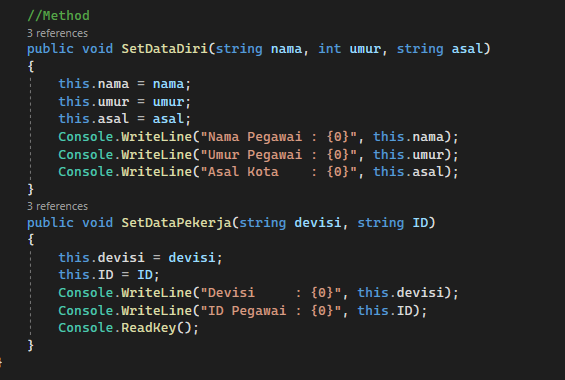 //Method
3 references
public void SetDataDiri(string nama, int umur, string asal)
{
this.nama = nama;
this.umur = umur;
this.asal = asal;
Console.WriteLine("Nama Pegawai : {0}", this.nama);
Console.WriteLine("Umur Pegawai : {0}", this.umur);
Console.WriteLine("Asal Kota    : {0}", this.asal);
}
3 references
public void SetDataPekerja(string devisi, string ID)
{
this.devisi = devisi;
this.ID = ID;
Console.WriteLine("Devisi     : {0}", this.devisi);
Console.WriteLine("ID Pegawai : {0}", this.ID);
Console.ReadKey();
}
}